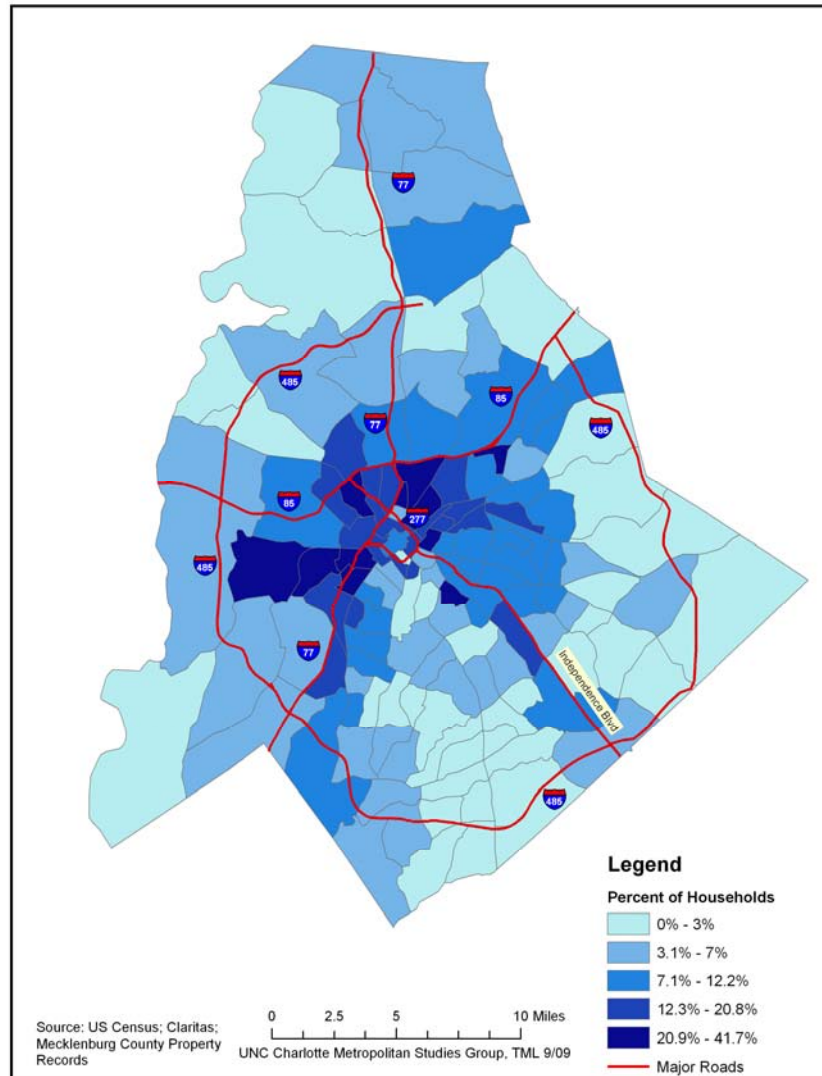 77
485
85
77
485
85
277
485
77
Independence Blvd
485
Legend
Percent of Households
0% - 3%
3.1% - 7%
7.1% - 12.2%
12.3% - 20.8%
20.9% - 41.7%
Major Roads
0 2.5 5 10 Miles
Source: US Census; Claritas;
Mecklenburg County Property
Records
UNC Charlotte Metropolitan Studies Group, TML 9/09